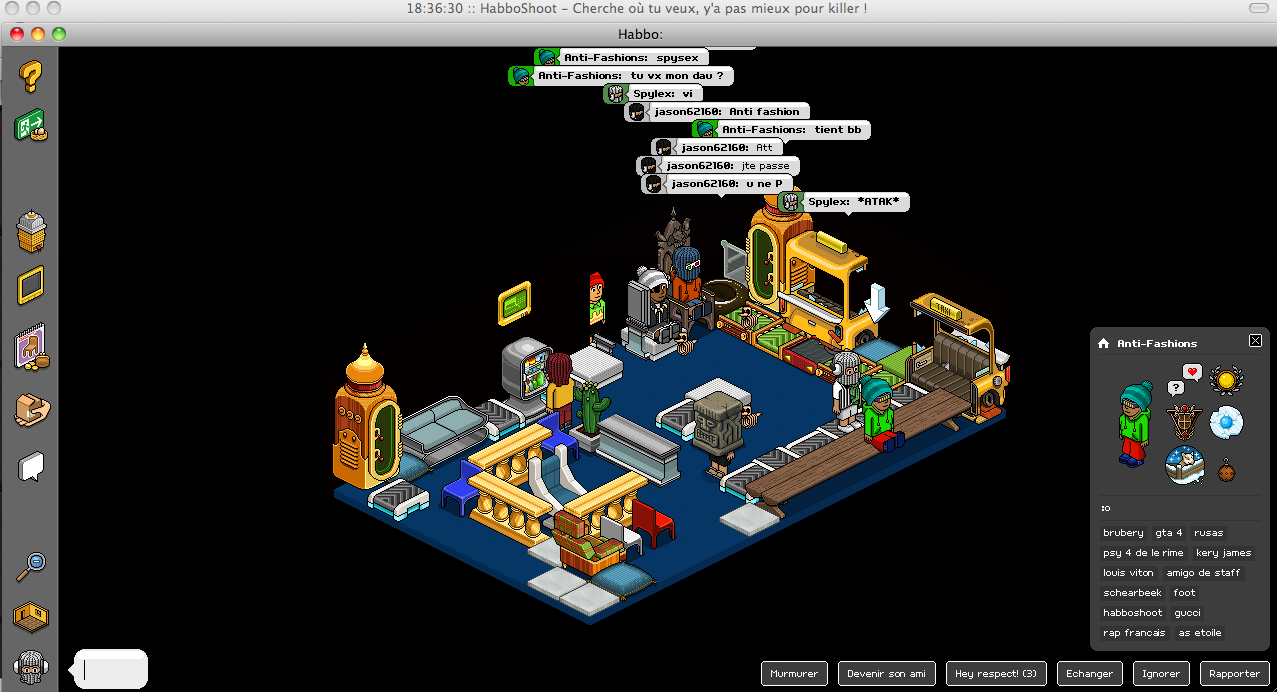 18:36:30 :: HabboShoot - Cherche où tu veux, y'a pas mieux pour killer !
Habbo:
Anti-Fashions: spysex
Anti-Fashions: tu vx mon dau ?
Spylex: vi
jason62160: Anti fashion
Anti-Fashions: tient bb
jason62160: Att
jason62160: jte passe
jason62160: u ne P
Spylex: *ATAK*
TAXI
Anti-Fashions
?
:o
brubery gta 4 rusas
psy 4 de le rime kery james
louis viton amigo de staff
schearbeek foot
habboshoot gucci
rap francais as etoile
Murmurer Devenir son ami Hey respect! (3) Echanger Ignorer Rapporter